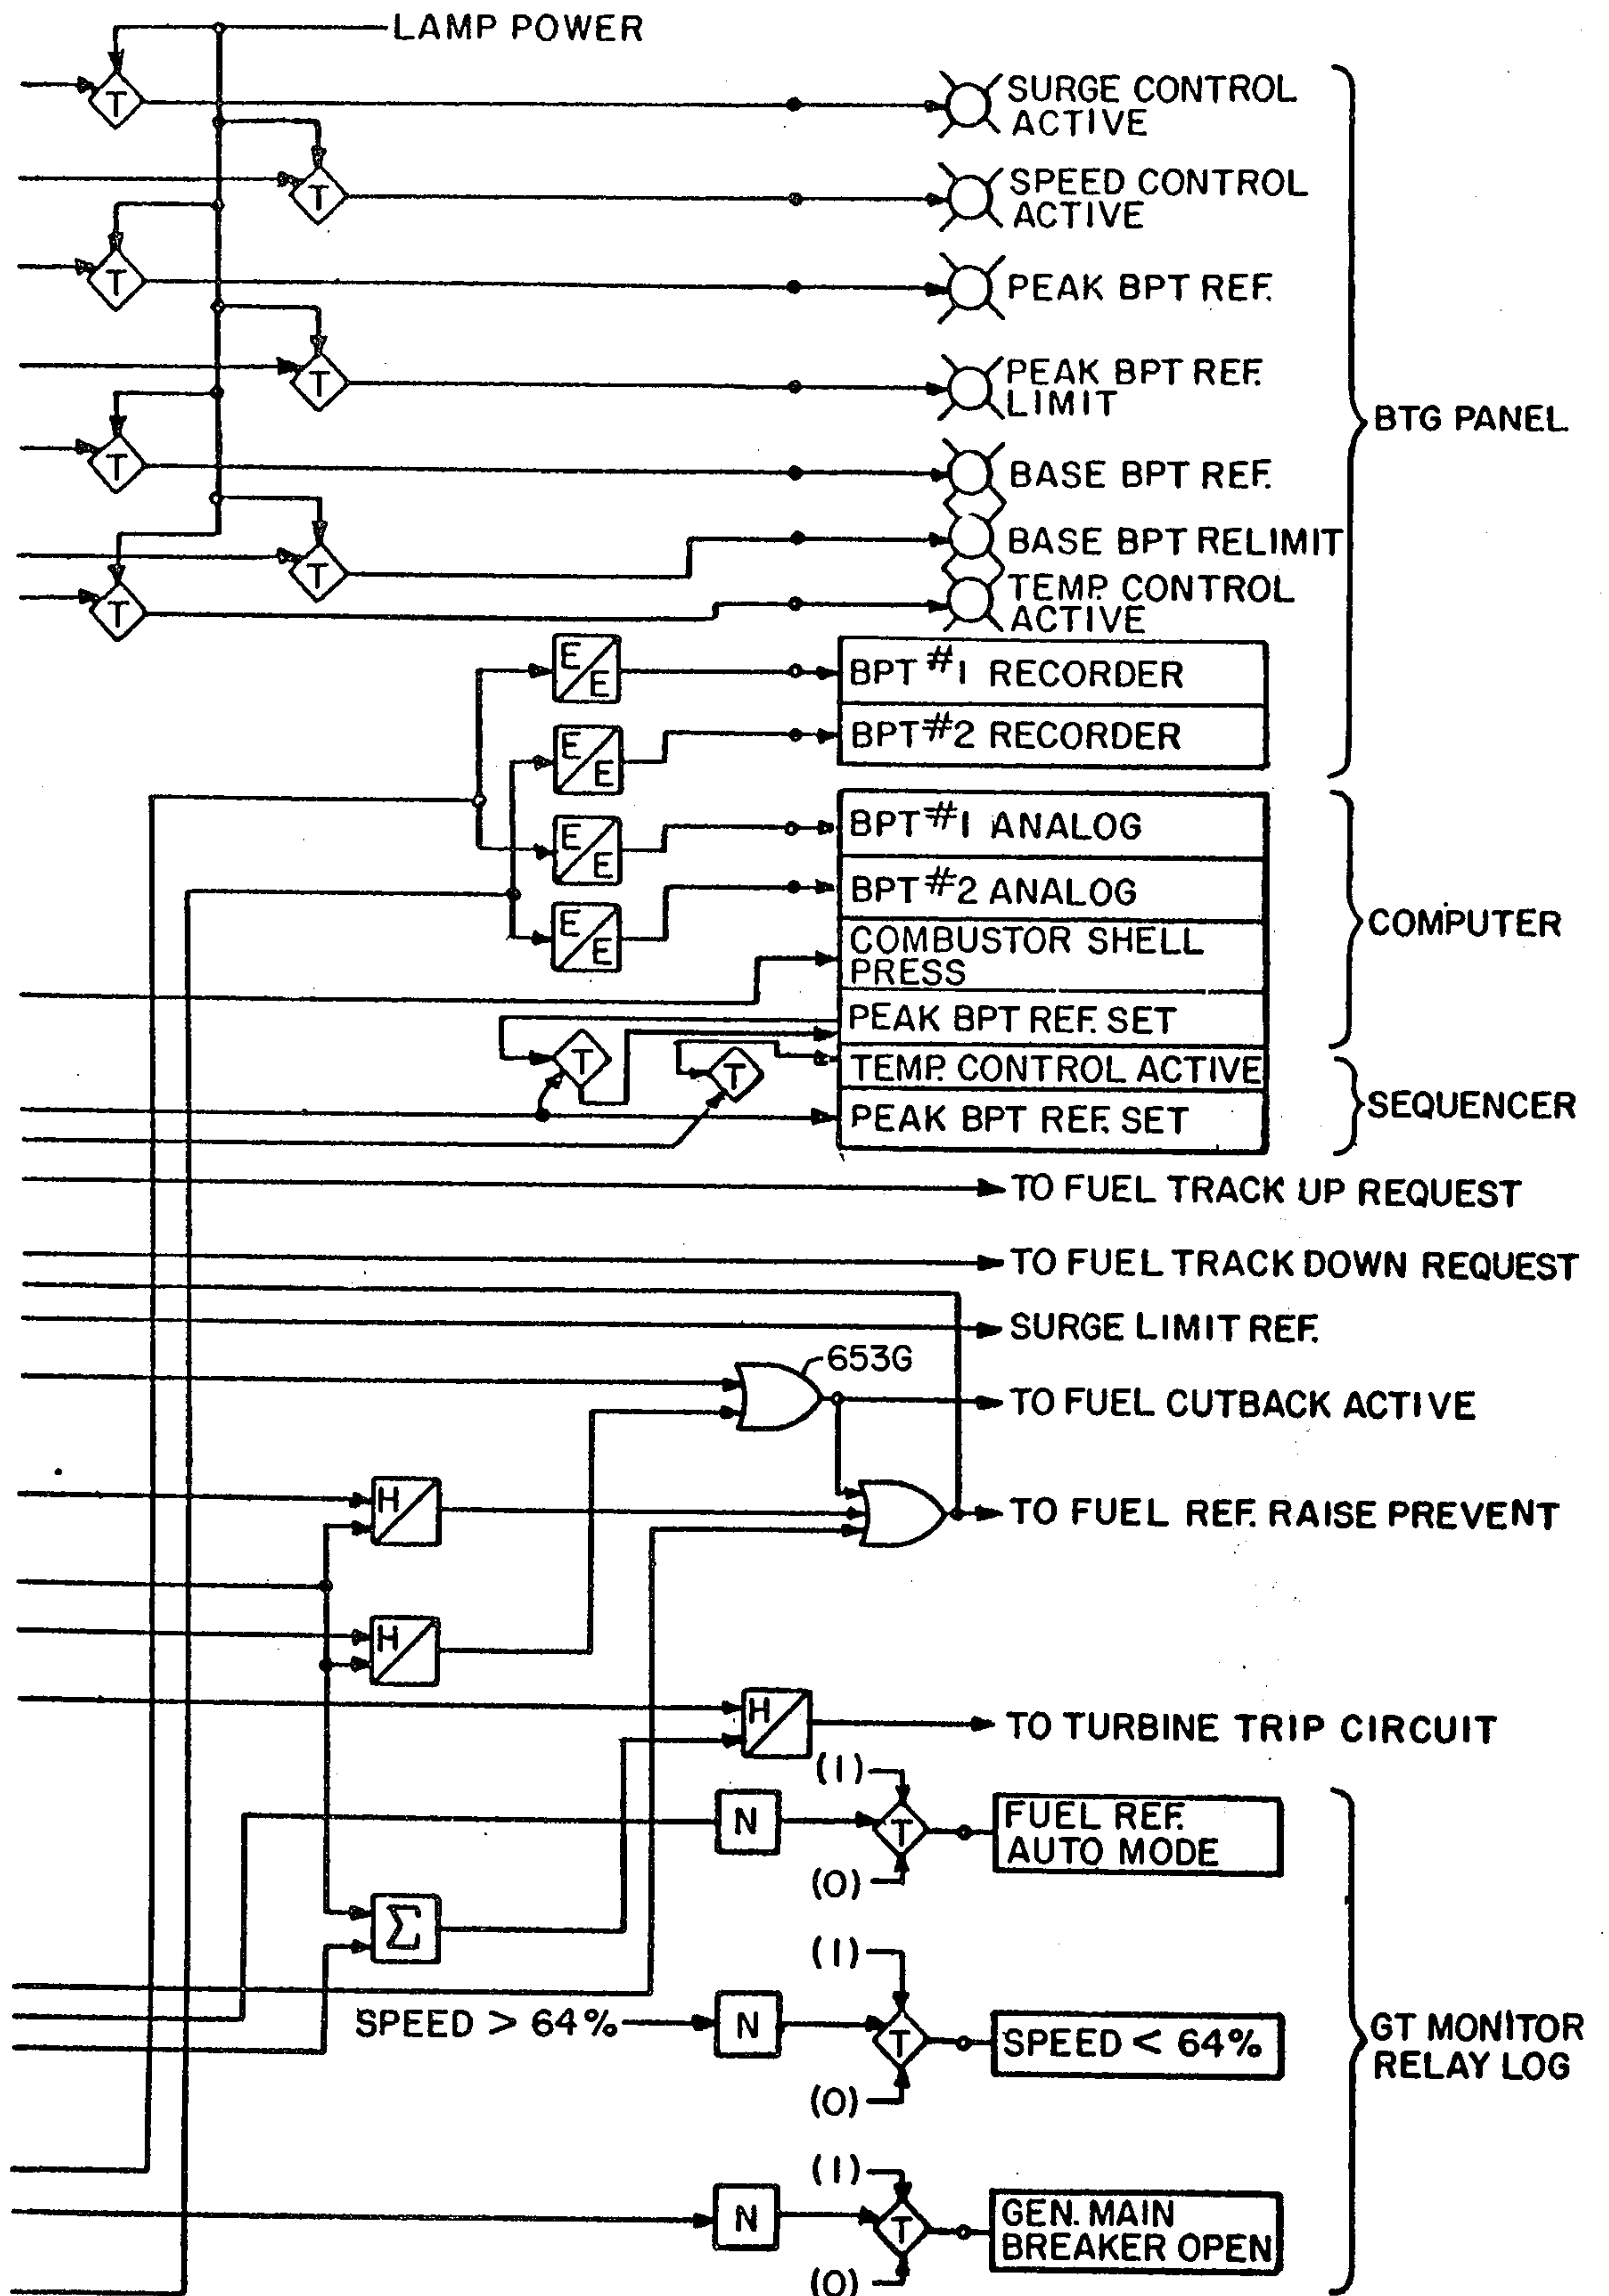 LAMP POWER
T
SURGE CONTROL
ACTIVE
T
SPEED CONTROL
ACTIVE
T
PEAK BPT REF.
T
PEAK BPT REF.
LIMIT
BTG PANEL
T
BASE BPT REF.
T
BASE BPT RELIMIT
T
TEMP. CONTROL
ACTIVE
E/E
BPT #1 RECORDER
E/E
BPT #2 RECORDER
E/E
BPT #1 ANALOG
E/E
BPT #2 ANALOG
COMPUTER
COMBUSTOR SHELL
PRESS
PEAK BPT REF. SET
T
T
TEMP. CONTROL ACTIVE
PEAK BPT REF. SET
SEQUENCER
TO FUEL TRACK UP REQUEST
TO FUEL TRACK DOWN REQUEST
SURGE LIMIT REF.
653G
TO FUEL CUTBACK ACTIVE
H/
TO FUEL REF. RAISE PREVENT
H/
H/
TO TURBINE TRIP CIRCUIT
(1)
N
T
FUEL REF.
AUTO MODE
(0)
Σ
(1)
SPEED > 64%
N
T
SPEED < 64%
(0)
GT MONITOR
RELAY LOG
(1)
N
T
GEN. MAIN
BREAKER OPEN
(0)